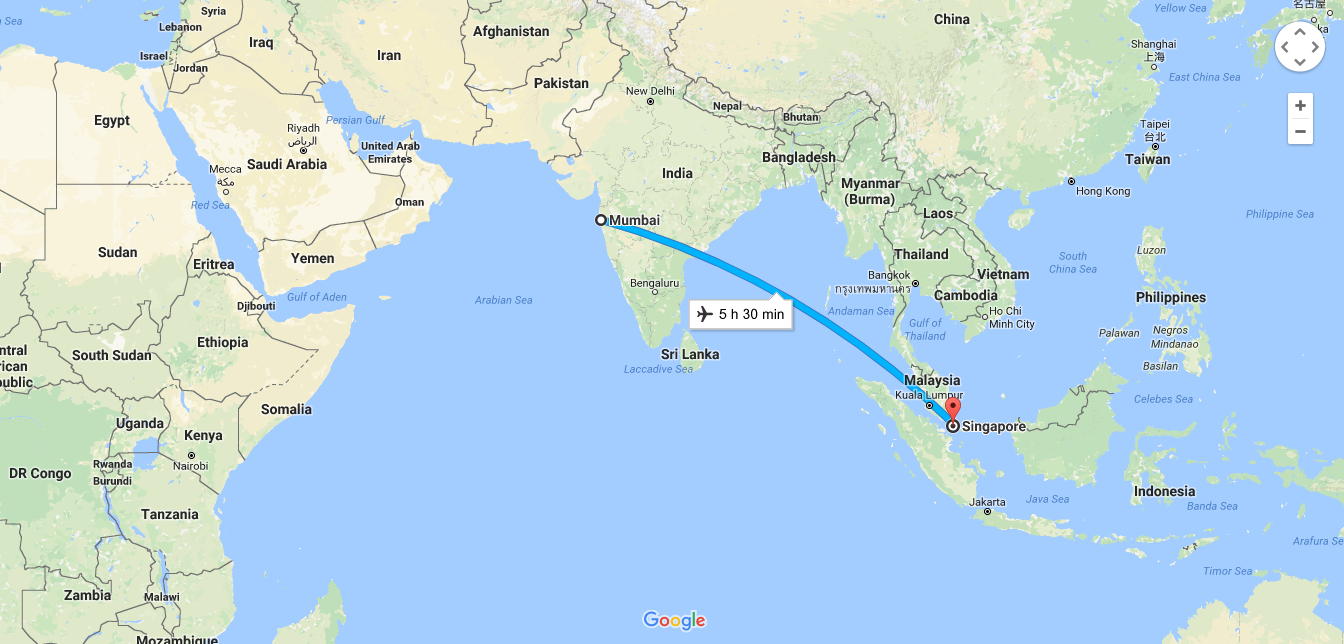 Syria
Lebanon
Iraq
Israel
Jordan
Iran
Afghanistan
Pakistan
China
Yellow Sea
Shanghai
上海
East China Sea
New Delhi
Nepal
Bhutan
Egypt
Persian Gulf
Riyadh
الرياض
Saudi Arabia
United Arab
Emirates
Mecca
مكة
Red Sea
Oman
India
Bangladesh
Myanmar
(Burma)
Laos
Taipei
台北
Taiwan
Hong Kong
Philippine Sea
Mumbai
Sudan
Eritrea
Yemen
Gulf of Aden
Djibouti
Arabian Sea
Bengaluru
Thailand
Vietnam
South
China Sea
Luzon
Bangkok
กรุงเทพมหานคร
Cambodia
Ho Chi
Minh City
Philippines
5 h 30 min
Andaman Sea
Gulf of
Thailand
Palawan
Negros
Mindanao
Basilan
Ethiopia
South Sudan
ntral
rican
public
Sri Lanka
Laccadive Sea
Malaysia
Kuala Lumpur
Celebes Sea
Somalia
Uganda
Kenya
Nairobi
Singapore
DR Congo
Rwanda
Burundi
Tanzania
Indonesia
Jakarta
Java Sea
Banda Sea
Arafura Se
Timor Sea
Zambia
Malawi
Mozambique
Google